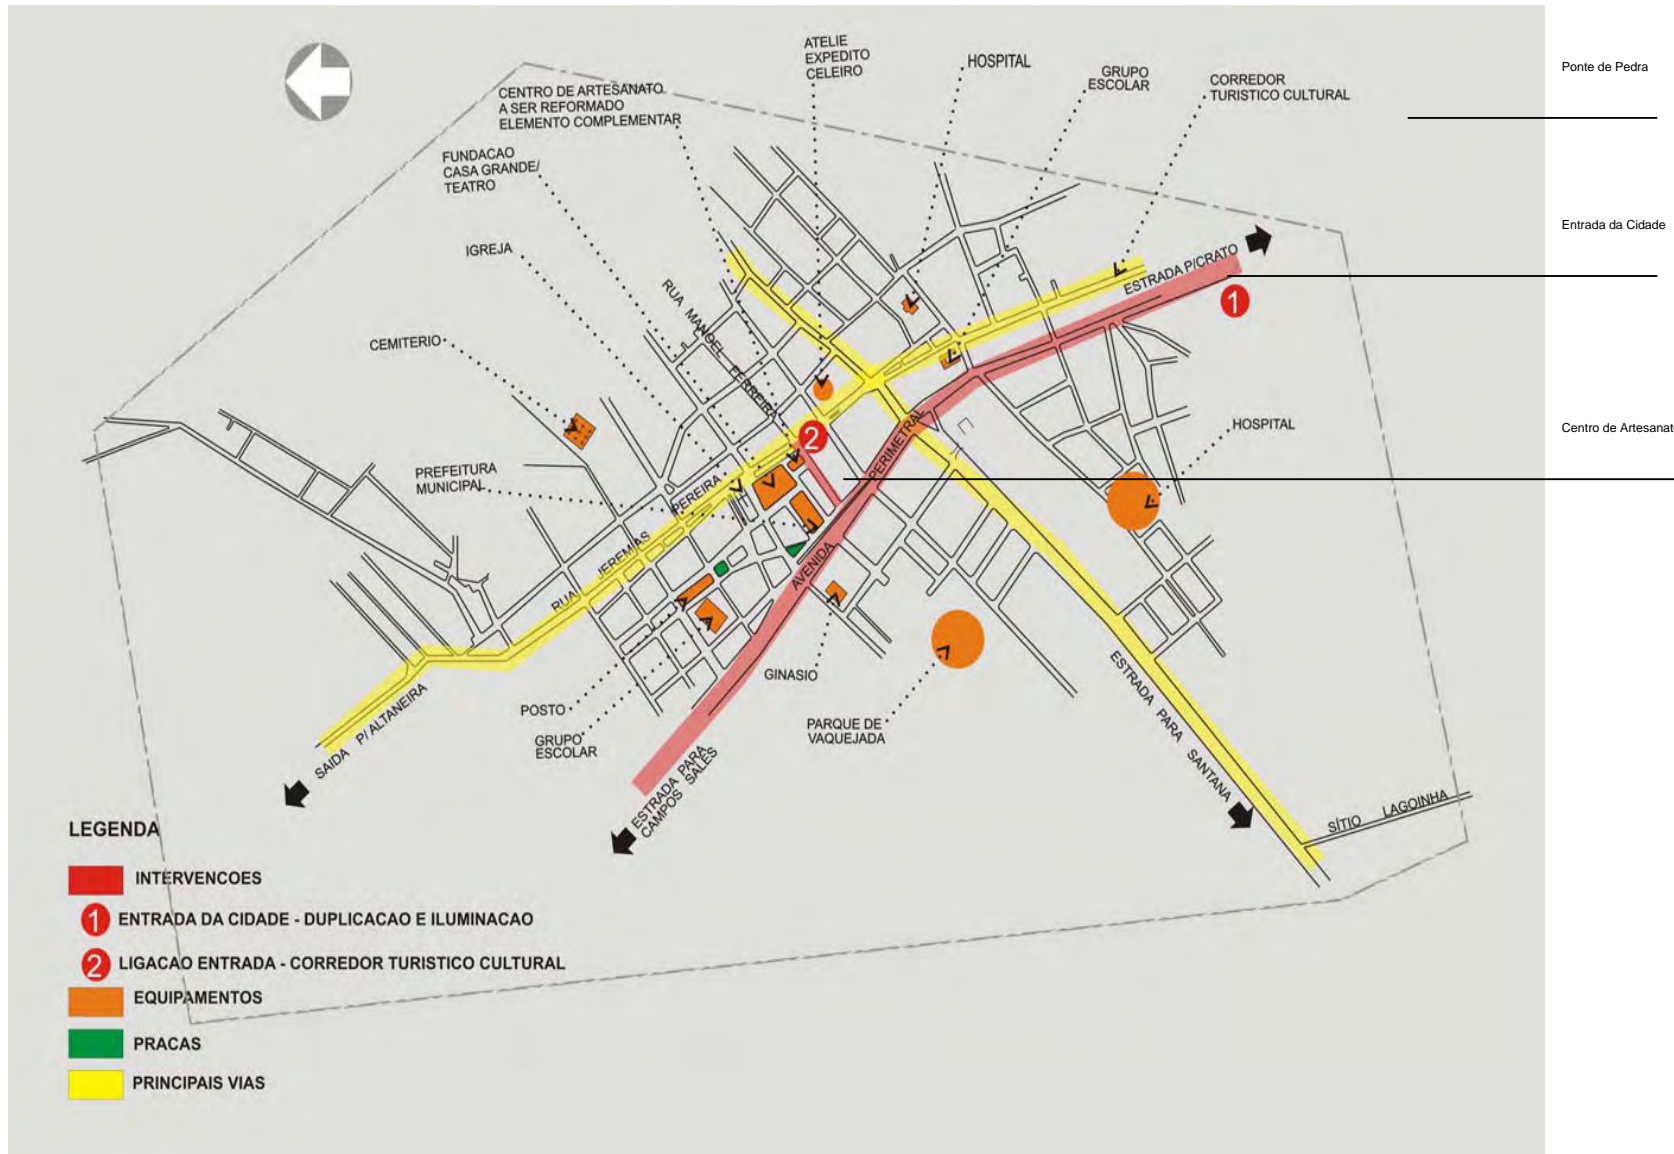 ATELIE
EXPEDITO
CELEIRO
HOSPITAL
GRUPO
ESCOLAR
CORREDOR
TURISTICO CULTURAL
Ponte de Pedra
CENTRO DE ARTESANATO
A SER REFORMADO
ELEMENTO COMPLEMENTAR
FUNDACAO
CASA GRANDE/
TEATRO
IGREJA
Entrada da Cidade
ESTRADA P/CRATO
1
RUA MANOEL FERREIRA
CEMITERIO
2
HOSPITAL
Centro de Artesanat
PREFEITURA
MUNICIPAL
RUA JEREMIAS PEREIRA
AVENIDA PERIMETRAL
GINASIO
POSTO
GRUPO
ESCOLAR
PARQUE DE
VAQUEJADA
SAIDA P/ ALTANEIRA
ESTRADA PARA
CAMPOS SALES
ESTRADA PARA SANTANA
SÍTIO LAGOINHA
LEGENDA
INTERVENCOES
1 ENTRADA DA CIDADE - DUPLICACAO E ILUMINACAO
2 LIGACAO ENTRADA - CORREDOR TURISTICO CULTURAL
EQUIPAMENTOS
PRACAS
PRINCIPAIS VIAS